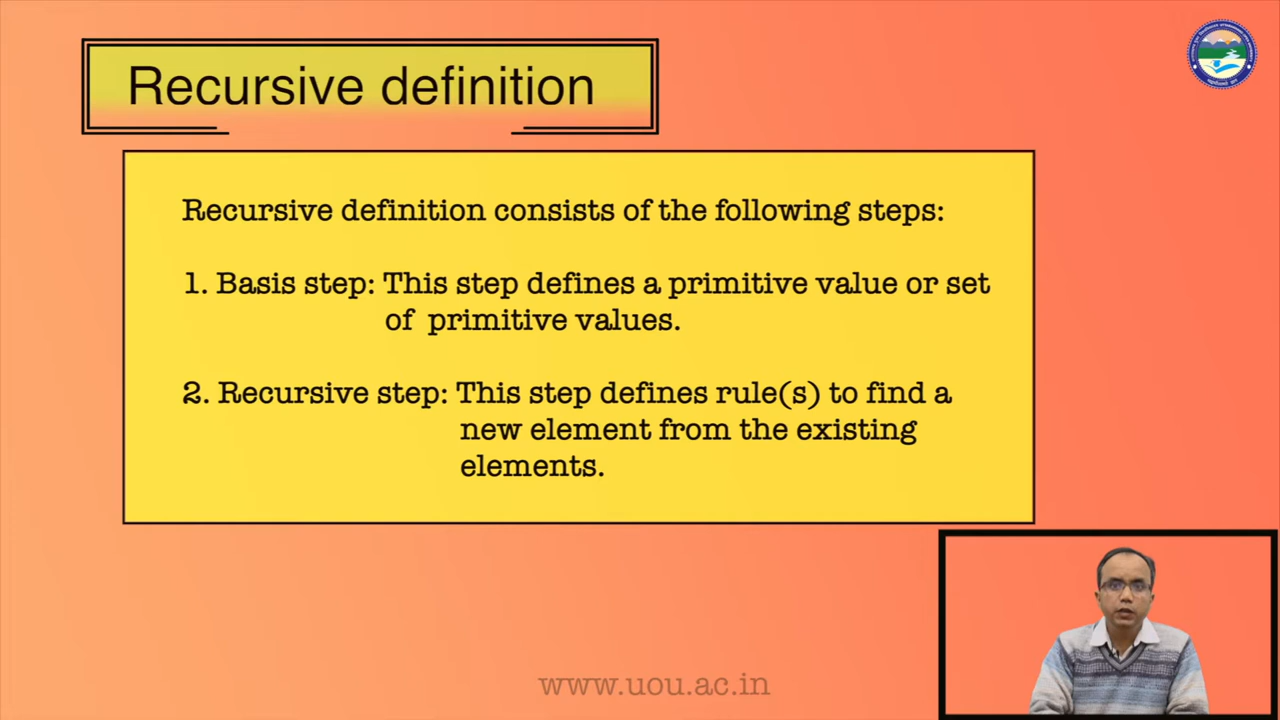 Recursive definition
Recursive definition consists of the following steps:
1. Basis step: This step defines a primitive value or set
of primitive values.
2. Recursive step: This step defines rule(s) to find a
new element from the existing
elements.
www.uou.ac.in